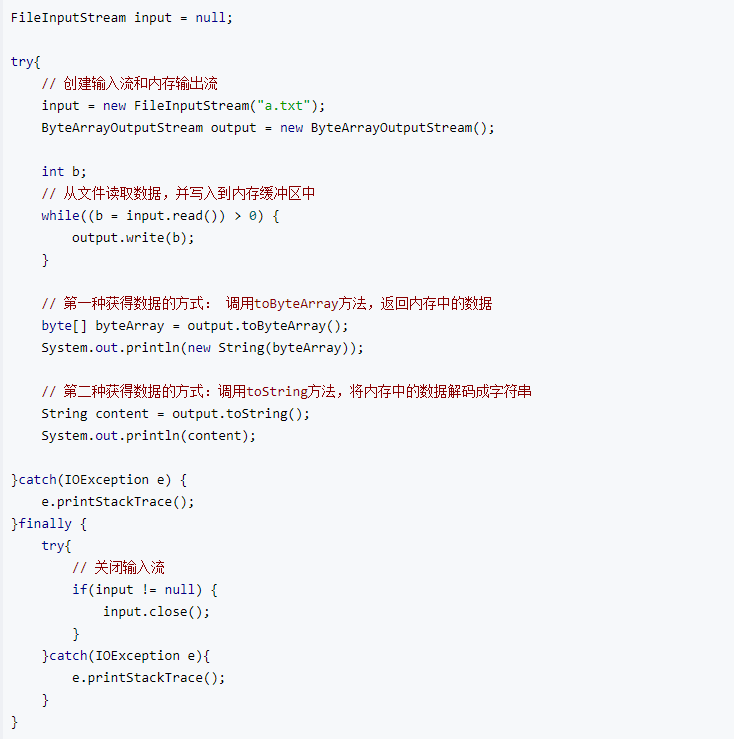 FileInputStream input = null;
try{
// 创建输入流和内存输出流
input = new FileInputStream("a.txt");
ByteArrayOutputStream output = new ByteArrayOutputStream();
int b;
// 从文件读取数据，并写入到内存缓冲区中
while((b = input.read()) > 0) {
output.write(b);
}
// 第一种获得数据的方式： 调用toByteArray方法，返回内存中的数据
byte[] byteArray = output.toByteArray();
System.out.println(new String(byteArray));
// 第二种获得数据的方式：调用toString方法，将内存中的数据解码成字符串
String content = output.toString();
System.out.println(content);
}catch(IOException e) {
e.printStackTrace();
}finally {
try{
// 关闭输入流
if(input != null) {
input.close();
}
}catch(IOException e){
e.printStackTrace();
}
}